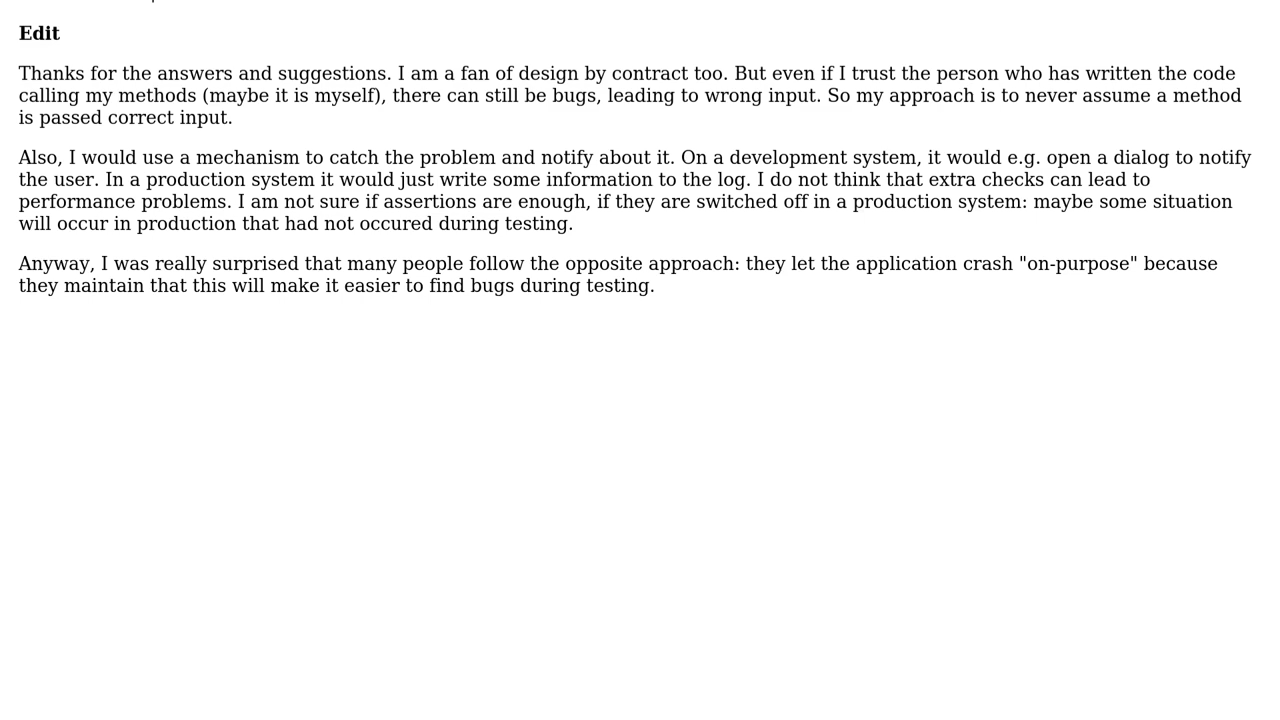 Edit
Thanks for the answers and suggestions. I am a fan of design by contract too. But even if I trust the person who has written the code
calling my methods (maybe it is myself), there can still be bugs, leading to wrong input. So my approach is to never assume a method
is passed correct input.
Also, I would use a mechanism to catch the problem and notify about it. On a development system, it would e.g. open a dialog to notify
the user. In a production system it would just write some information to the log. I do not think that extra checks can lead to
performance problems. I am not sure if assertions are enough, if they are switched off in a production system: maybe some situation
will occur in production that had not occured during testing.
Anyway, I was really surprised that many people follow the opposite approach: they let the application crash "on-purpose" because
they maintain that this will make it easier to find bugs during testing.